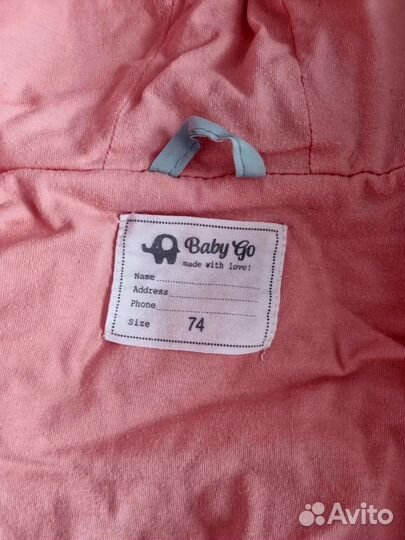 Baby Go
made with love!
Name
Address
Phone
Size 74
Avito